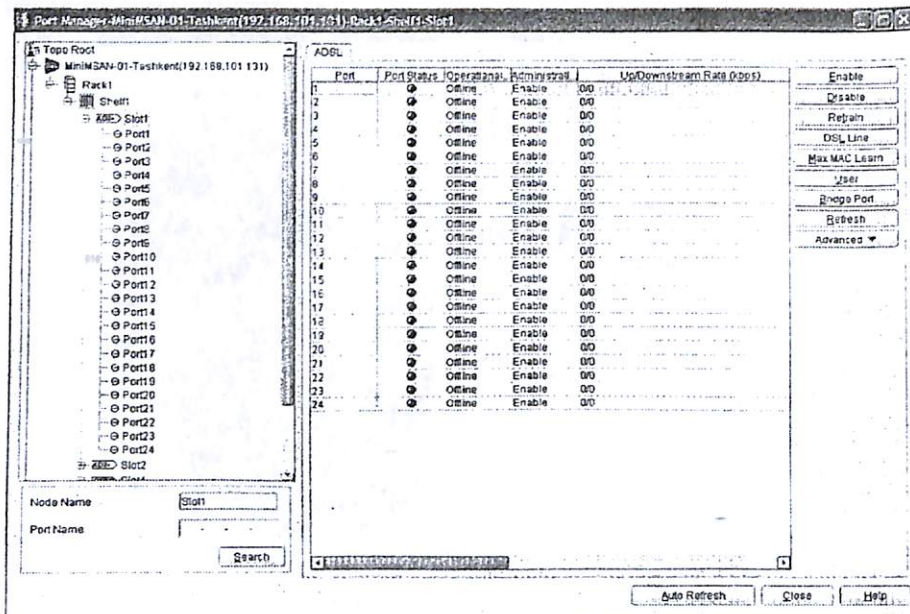 Port Manager-MiniMSAN-01-Tashkent(197.168.101.131)-Rack1-Shelf1-Slot1
Topo Root
MiniMSAN-01-Tashkent(192.168.101.131)
Rack1
Shelf1
Slot1
Port1
Port2
Port3
Port4
Port5
Port6
Port7
Port8
Port9
Port10
Port11
Port12
Port13
Port14
Port15
Port16
Port17
Port18
Port19
Port20
Port21
Port22
Port23
Port24
Slot2
Node Name Slot1
Port Name - - -
Search
ADSL
Port Port Status Operational. Administrati. Up/Downstream Rate (kbps)
1 Offline Enable 0/0
2 Offline Enable 0/0
3 Offline Enable 0/0
4 Offline Enable 0/0
5 Offline Enable 0/0
6 Offline Enable 0/0
7 Offline Enable 0/0
8 Offline Enable 0/0
9 Offline Enable 0/0
10 Offline Enable 0/0
11 Offline Enable 0/0
12 Offline Enable 0/0
13 Offline Enable 0/0
14 Offline Enable 0/0
15 Offline Enable 0/0
16 Offline Enable 0/0
17 Offline Enable 0/0
18 Offline Enable 0/0
19 Offline Enable 0/0
20 Offline Enable 0/0
21 Offline Enable 0/0
22 Offline Enable 0/0
23 Offline Enable 0/0
24 Offline Enable 0/0
Enable
Disable
Retrain
DSL Line
Max MAC Learn
User
Bridge Port
Refresh
Advanced
Auto Refresh Close Help